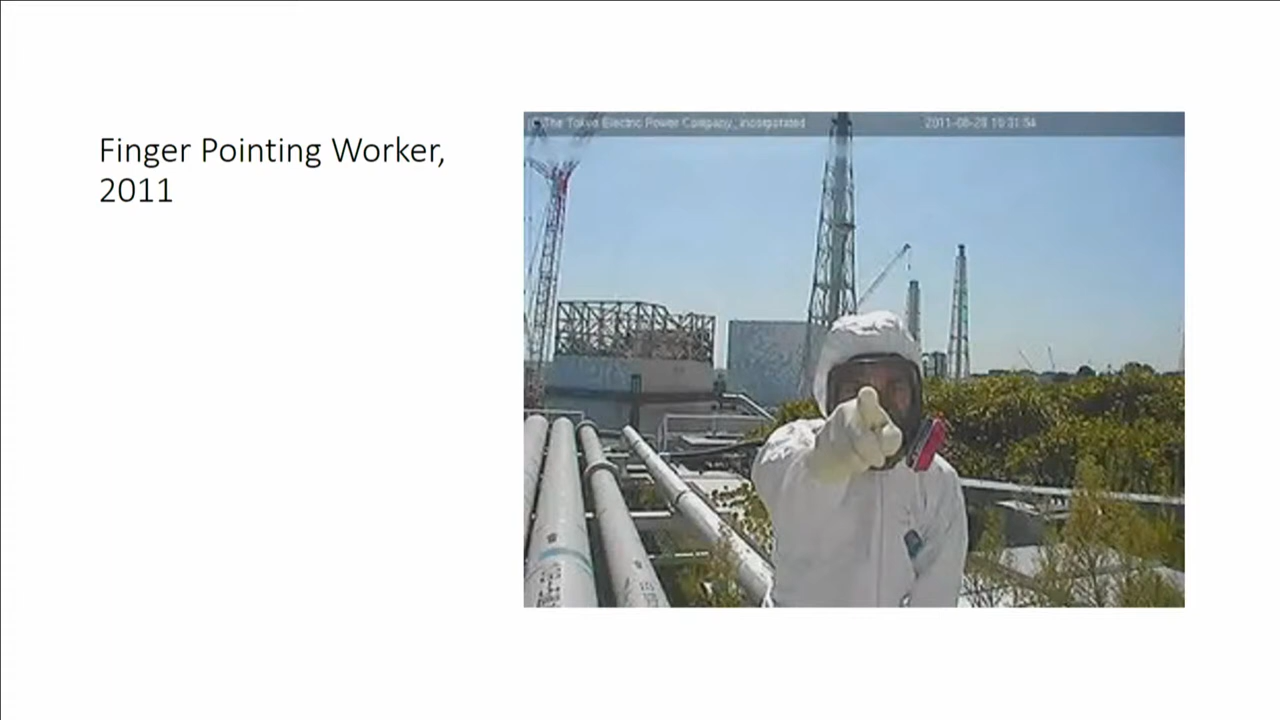 Finger Pointing Worker,
2011
(C) The Tokyo Electric Power Company, Incorporated 2011-08-28 10:31:54